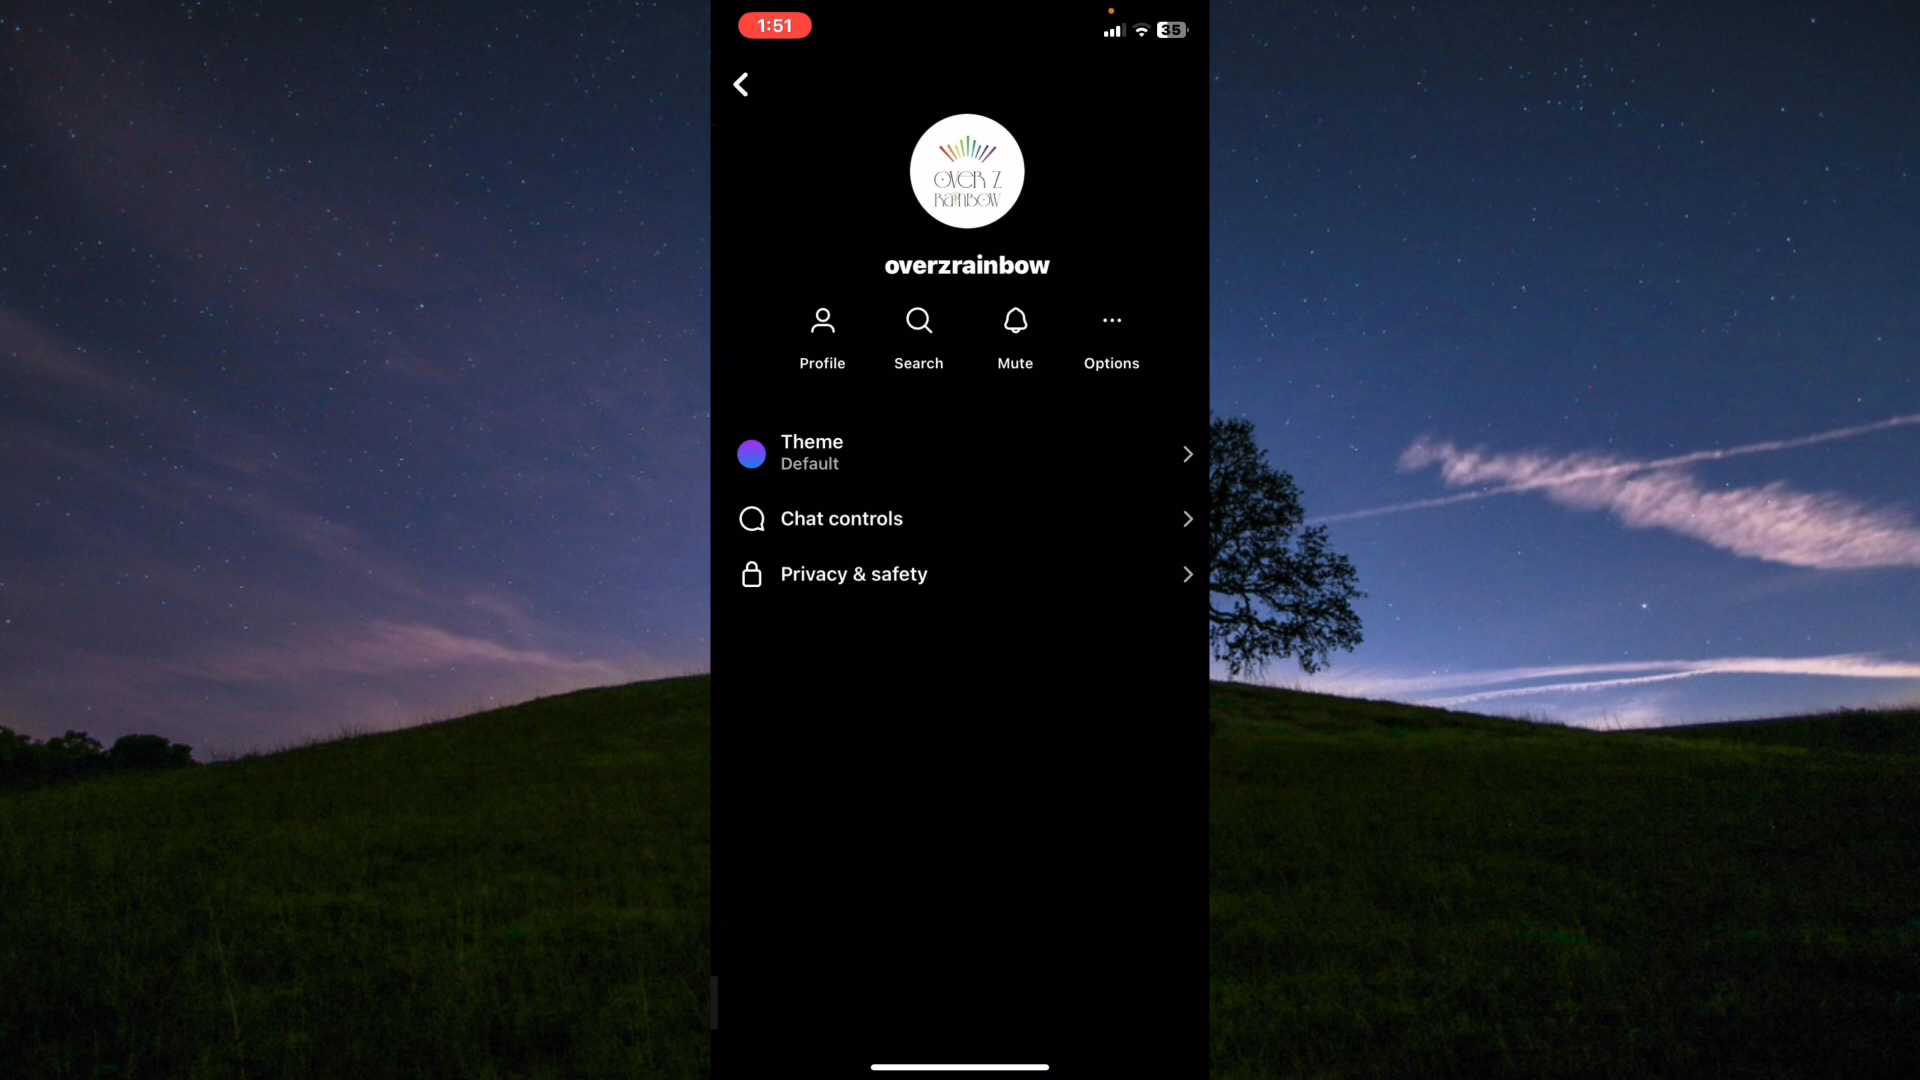 1:51
35
OVER Z
RAINBOW
overzrainbow
Profile Search Mute Options
Theme
Default
Chat controls
Privacy & safety